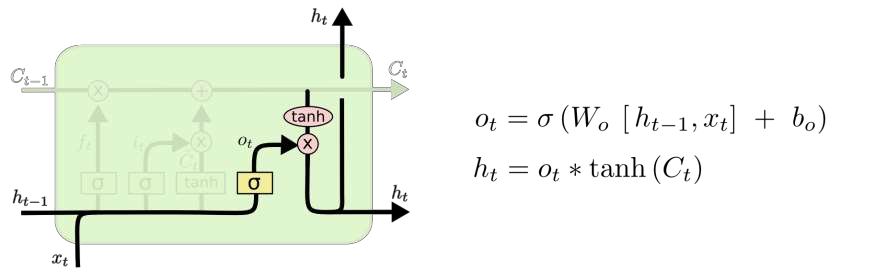 h_t
C_{t-1}
C_t
x
+
tanh
f_t
i_t
C̃_t
x
o_t
x
σ
σ
tanh
σ
h_{t-1}
h_t
x_t
o_t = σ (W_o [h_{t-1}, x_t] + b_o)
h_t = o_t * tanh (C_t)